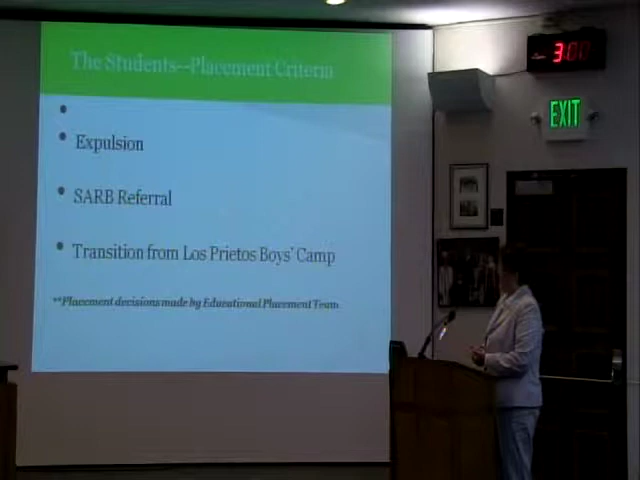 The Students--Placement Criteria
3:00
EXIT
• 
• Expulsion
• SARB Referral
• Transition from Los Prietos Boys' Camp
**Placement decisions made by Educational Placement Team